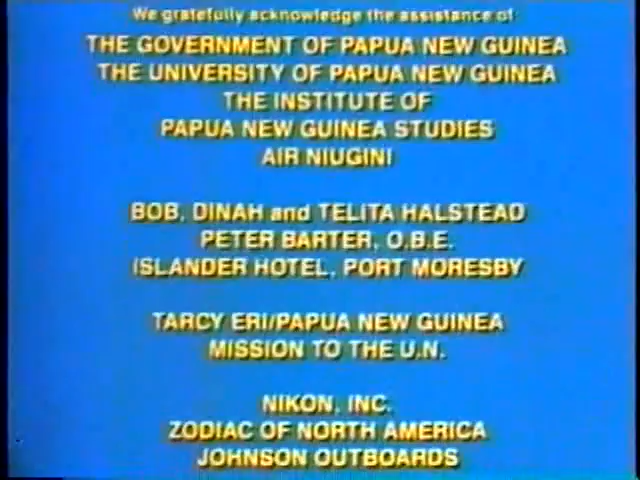 We gratefully acknowledge the assistance of:
THE GOVERNMENT OF PAPUA NEW GUINEA
THE UNIVERSITY OF PAPUA NEW GUINEA
THE INSTITUTE OF
PAPUA NEW GUINEA STUDIES
AIR NIUGINI
BOB, DINAH and TELITA HALSTEAD
PETER BARTER, O.B.E.
ISLANDER HOTEL, PORT MORESBY
TARCY ERI/PAPUA NEW GUINEA
MISSION TO THE U.N.
NIKON, INC.
ZODIAC OF NORTH AMERICA
JOHNSON OUTBOARDS